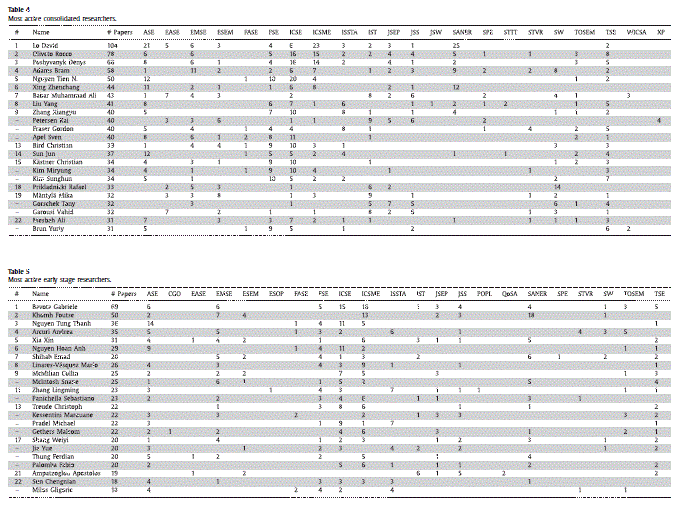 Table 4
Most active consolidated researchers.
# Name # Papers ASE EASE EMSE ESEM FASE FSE ICSE ICSME ISSTA IST JSEP JSS JSW SANER SPE STTT STVR SW TOSEM TSE WICSA XP
1 Lo David 104 21 5 6 3 4 23 3 2 25 2
2 Oliveto Rocco 78 6 2 4 4 5 1 3 8
3 Poshyvanyk Denys 66 8 6 1 4 2 4 1 5
4 Adams Bram 58 1 11 2 2 6 7 1 2 3 9 2 2 8 2
5 Nguyen Tien N. 50 12 1 10 20 4 1 2
6 Xing Zhenchang 44 11 2 1 1 6 8 2 1 12
7 Babar Muhammad Ali 43 1 7 4 3 2 8 6 2 2 1 3
8 Liu Yang 41 8 6 7 1 6 1 1 2 1 2 1 5
9 Zhang Xiangyu 40 5 7 10 8 1 1 4 1 2
– Petersen Kai 40 3 3 6 1 1 9 5 6 2 4
– Fraser Gordon 40 5 4 1 4 4 8 1 1 4 2 5
– Apel Sven 40 8 6 1 2 8 11 1 2 1
13 Bird Christian 39 1 4 4 1 9 10 3 1 3 3
– Sun Jun 37 12 1 5 5 2 4 1 1 1 2 4
15 Kästner Christian 34 4 3 1 9 10 1 1 2 3
– Kim Miryung 34 4 1 1 9 10 4 1 1 3
– Kim Sunghun 34 5 1 10 5 2 2 2 7
18 Prikladnicki Rafael 33 2 5 3 1 6 2 14
19 Mäntylä Mika 32 3 3 8 1 3 9 1 1 2 1
– Gorschek Tony 32 3 1 5 7 5 6 1 4
– Garousi Vahid 32 7 2 1 1 8 2 5 1 3 1
22 31 7 3 7 2 1 1 1 1 1 3
– Brun Yuriy 31 5 1 9 5 1 2 6 2
Table 5
Most active early stage researchers.
# Name # Papers ASE CGO EASE EMSE ESEM ESOP FASE FSE ICSE ICSME ISSTA IST JSEP JSS POPL QoSA SANER SPE STVR SW TOSEM TSE
1 Bavota Gabriele 69 6 6 5 15 3 4 4 1 3 5
2 Khomh Foutse 50 2 7 4 13 2 3 18 1
3 Nguyen Tung Thanh 14 1 4 11 5 1
4 Arcuri Andrea 35 5 5 1 3 2 6 1 4 3 5
5 Xia Xin 31 4 1 4 2 1 6 3 1 1 5 2
6 Nguyen Hoan Anh 29 9 1 4 11 2 1 1
7 Shihab Emad 5 2 4 1 3 2 6 1 2 2
8 Linares-Vásquez Mario 26 4 3 4 3 9 1 1 1
9 McMillan Collin 25 2 2 2 7 5 3 1 1
– McIntosh Shane 25 1 6 1 1 5 5 4
11 Zhang Lingming 23 3 1 4 3 7 1 1 1 1
– Panichella Sebastiano 23 2 2 3 4 1 1 3 1
13 Treude Christoph 22 1 3 8 6 1 1 2
– Kessentini Marouane 22 3 3 2 2 1 3 3 3 2
– Pradel Michael 22 3 1 9 1 7 1
– Gethers Malcom 22 2 1 2 4 6 3 1 2 1
17 Shang Weiyi 20 1 4 1 2 3 1 2 3 1 2
– Jia Yue 20 3 1 2 3 4 2 2 1 2
– Thung Ferdian 20 5 1 2 2 5 1 4
– Palomba Fabio 20 2 5 6 1 1 1 2 2
21 Ampatzoglou Apostolos 19 1 2 6 1 5 2 2
22 Sun Chengnian 18 4 1 3 3 3 3 1
– Milos Gligoric 4 2 4 2 4 1 1